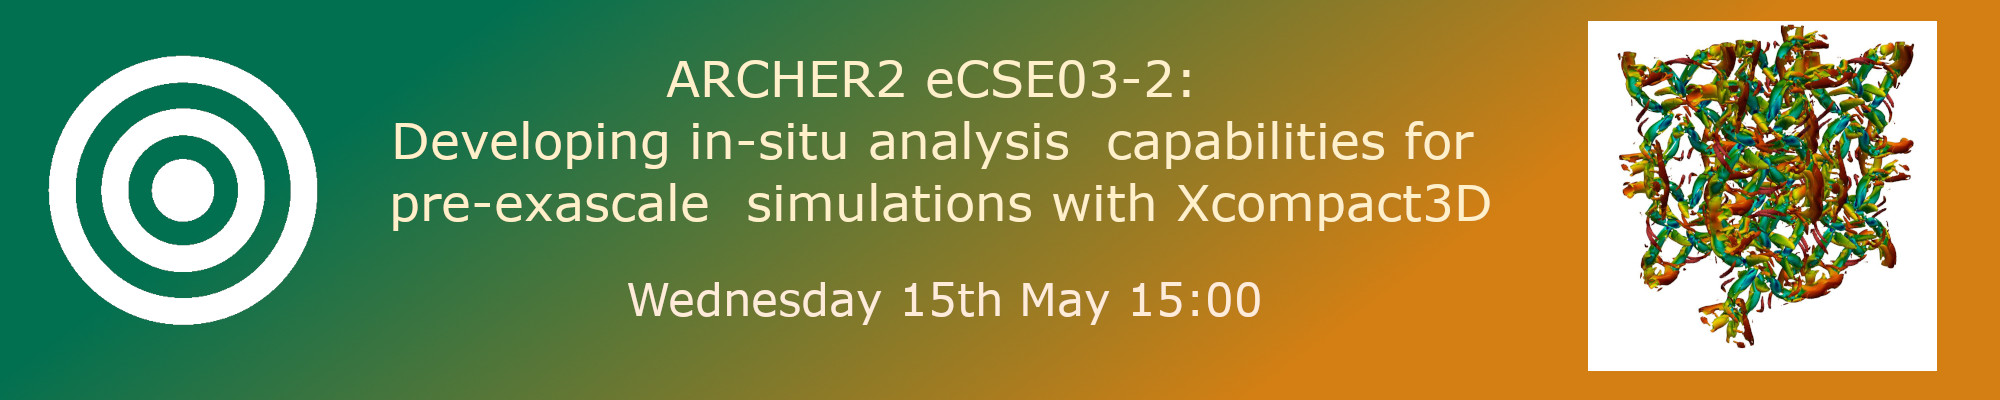 ARCHER2 eCSE03-2:
Developing in-situ analysis capabilities for
pre-exascale simulations with Xcompact3D
Wednesday 15th May 15:00